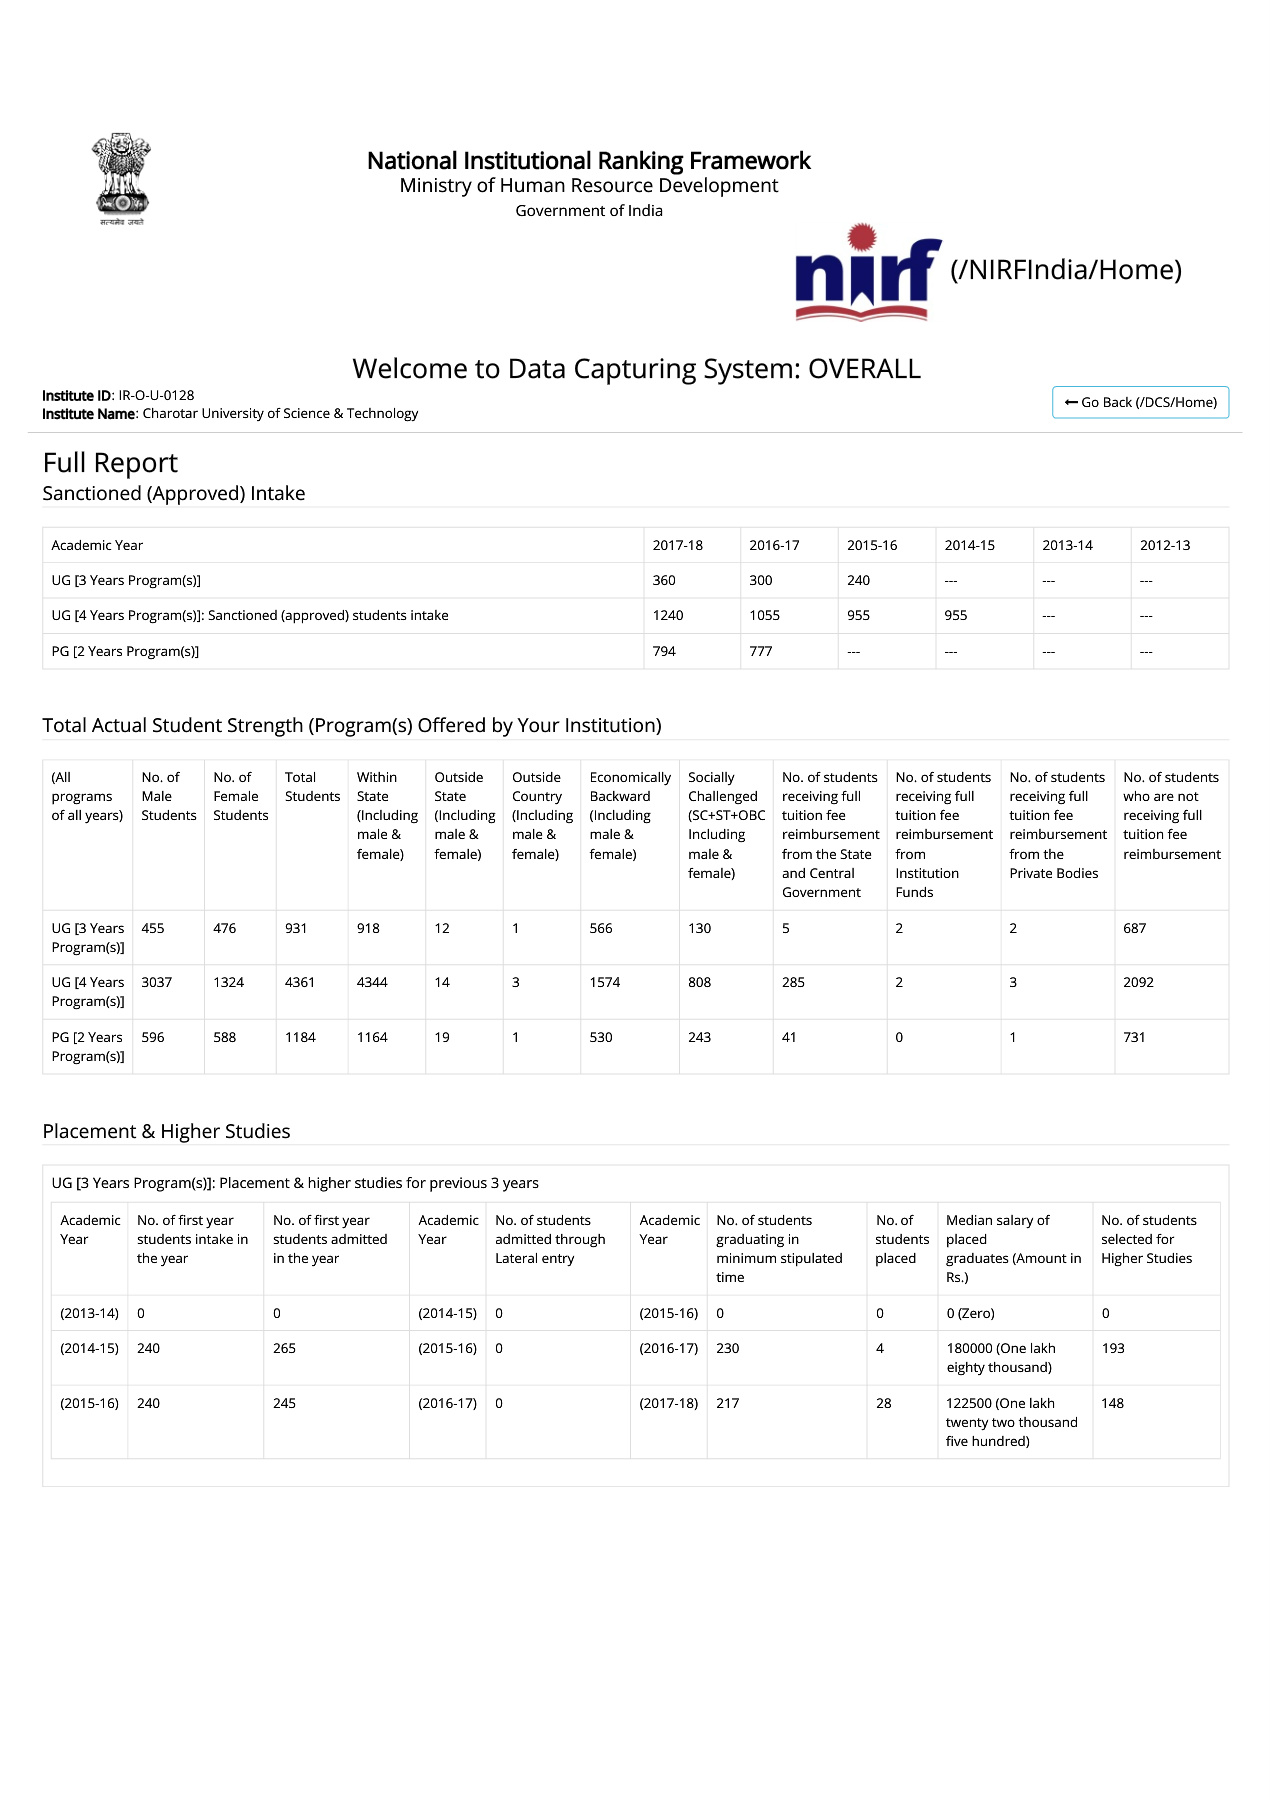 सत्यमेव जयते
National Institutional Ranking Framework
Ministry of Human Resource Development
Government of India
nirf (/NIRFIndia/Home)
Welcome to Data Capturing System: OVERALL
Institute ID: IR-O-U-0128
Institute Name: Charotar University of Science & Technology
Go Back (/DCS/Home)
Full Report
Sanctioned (Approved) Intake
Academic Year 2017-18 2016-17 2015-16 2014-15 2013-14 2012-13
UG [3 Years Program(s)] 360 300 240 --- --- ---
UG [4 Years Program(s)]: Sanctioned (approved) students intake 1240 1055 955 955 --- ---
PG [2 Years Program(s)] 794 777 --- --- --- ---
Total Actual Student Strength (Program(s) Offered by Your Institution)
(All No. of No. of Total Within Outside Outside Economically Socially No. of students No. of students No. of students No. of students
programs Male Female Students State State Country Backward Challenged receiving full receiving full receiving full who are not
of all years) Students Students (Including (Including (Including (Including (SC+ST+OBC tuition fee tuition fee tuition fee receiving full
male & male & male & male & Including reimbursement reimbursement reimbursement tuition fee
female) female) female) female) male & from the State from from the reimbursement
female) and Central Institution Private Bodies
Government Funds
UG [3 Years 455 476 931 918 12 1 566 130 5 2 2 687
Program(s)]
UG [4 Years 3037 1324 4361 4344 14 3 1574 808 285 2 3 2092
Program(s)]
PG [2 Years 596 588 1184 1164 19 1 530 243 41 0 1 731
Program(s)]
Placement & Higher Studies
UG [3 Years Program(s)]: Placement & higher studies for previous 3 years
Academic No. of first year No. of first year Academic No. of students Academic No. of students No. of Median salary of No. of students
Year students intake in students admitted Year admitted through Year graduating in students placed selected for
the year in the year Lateral entry minimum stipulated placed graduates (Amount in Higher Studies
time Rs.)
(2013-14) 0 0 (2014-15) 0 (2015-16) 0 0 0 (Zero) 0
(2014-15) 240 265 (2015-16) 0 (2016-17) 230 4 180000 (One lakh 193
eighty thousand)
(2015-16) 240 245 (2016-17) 0 (2017-18) 217 28 122500 (One lakh 148
twenty two thousand
five hundred)